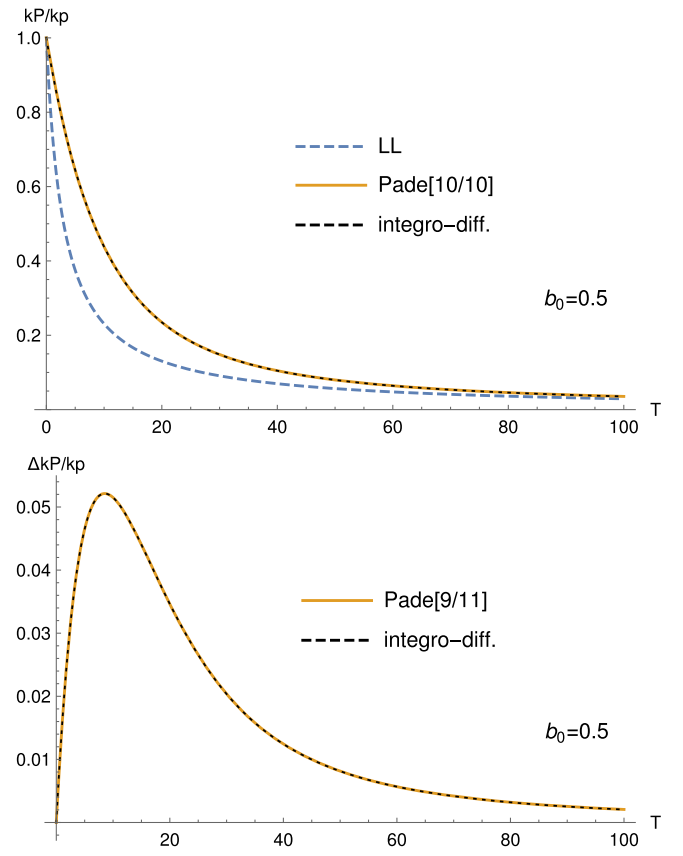 kP/kp
1.0
0.8
0.6
0.4
0.2
LL
Pade[10/10]
integro−diff.
b₀=0.5
0 20 40 60 80 100 T
ΔkP/kp
0.05
0.04
0.03
0.02
0.01
Pade[9/11]
integro−diff.
b₀=0.5
20 40 60 80 100 T